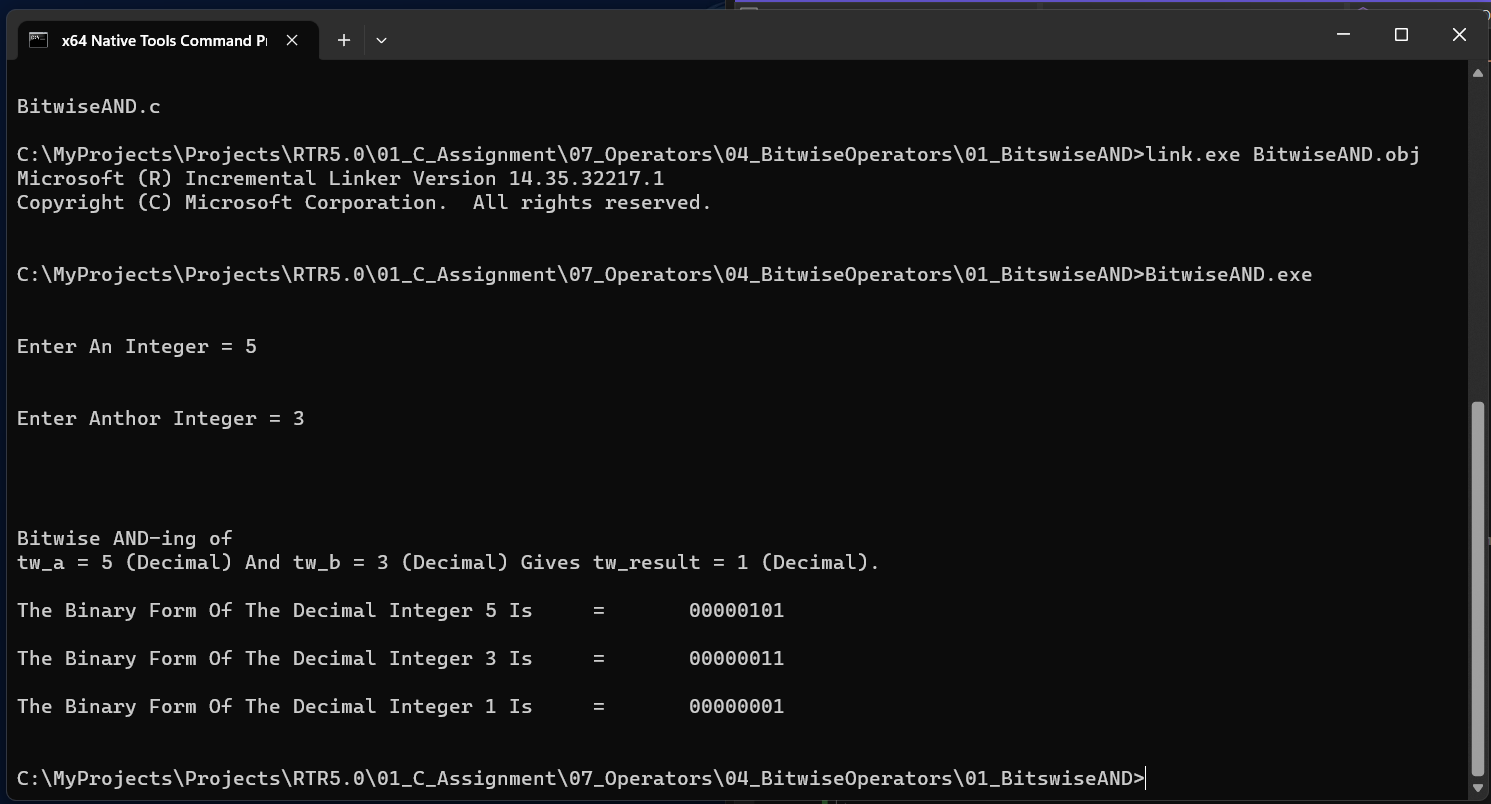 x64 Native Tools Command Pr
BitwiseAND.c
C:\MyProjects\Projects\RTR5.0\01_C_Assignment\07_Operators\04_BitwiseOperators\01_BitswiseAND>link.exe BitwiseAND.obj
Microsoft (R) Incremental Linker Version 14.35.32217.1
Copyright (C) Microsoft Corporation.  All rights reserved.
C:\MyProjects\Projects\RTR5.0\01_C_Assignment\07_Operators\04_BitwiseOperators\01_BitswiseAND>BitwiseAND.exe
Enter An Integer = 5
Enter Anthor Integer = 3
Bitwise AND-ing of
tw_a = 5 (Decimal) And tw_b = 3 (Decimal) Gives tw_result = 1 (Decimal).
The Binary Form Of The Decimal Integer 5 Is     =       00000101
The Binary Form Of The Decimal Integer 3 Is     =       00000011
The Binary Form Of The Decimal Integer 1 Is     =       00000001
C:\MyProjects\Projects\RTR5.0\01_C_Assignment\07_Operators\04_BitwiseOperators\01_BitswiseAND>